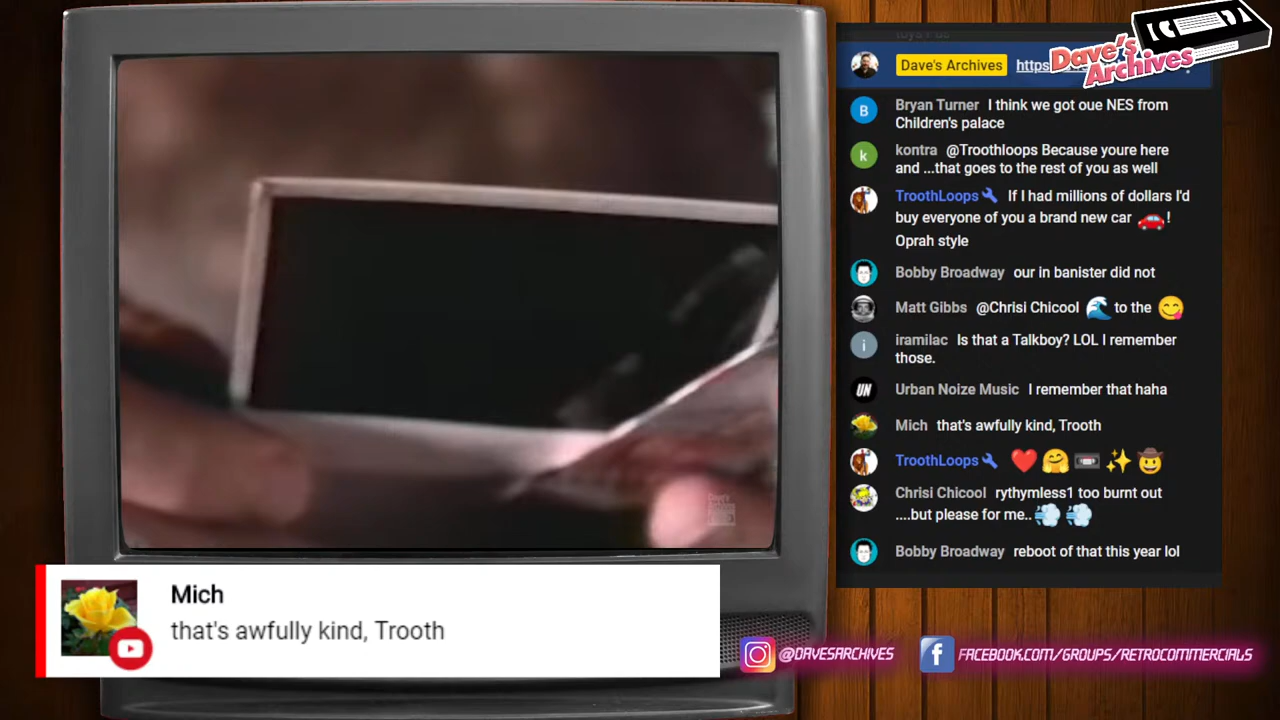 Dave's Archives
Dave's Archives https
Bryan Turner I think we got oue NES from
Children's palace
kontra @Troothloops Because youre here
and ...that goes to the rest of you as well
TroothLoops If I had millions of dollars I'd
buy everyone of you a brand new car 🚗 !
Oprah style
Bobby Broadway our in banister did not
Matt Gibbs @Chrisi Chicool 🌊 to the 😋
iramilac Is that a Talkboy? LOL I remember
those.
Urban Noize Music I remember that haha
Mich that's awfully kind, Trooth
TroothLoops ❤️ 🤗 📼 ✨ 🤠
Chrisi Chicool rythymless1 too burnt out
....but please for me.. 💨 💨
Bobby Broadway reboot of that this year lol
Mich
that's awfully kind, Trooth
@DAVESARCHIVES
FACEBOOK.COM/GROUPS/RETROCOMMERCIALS